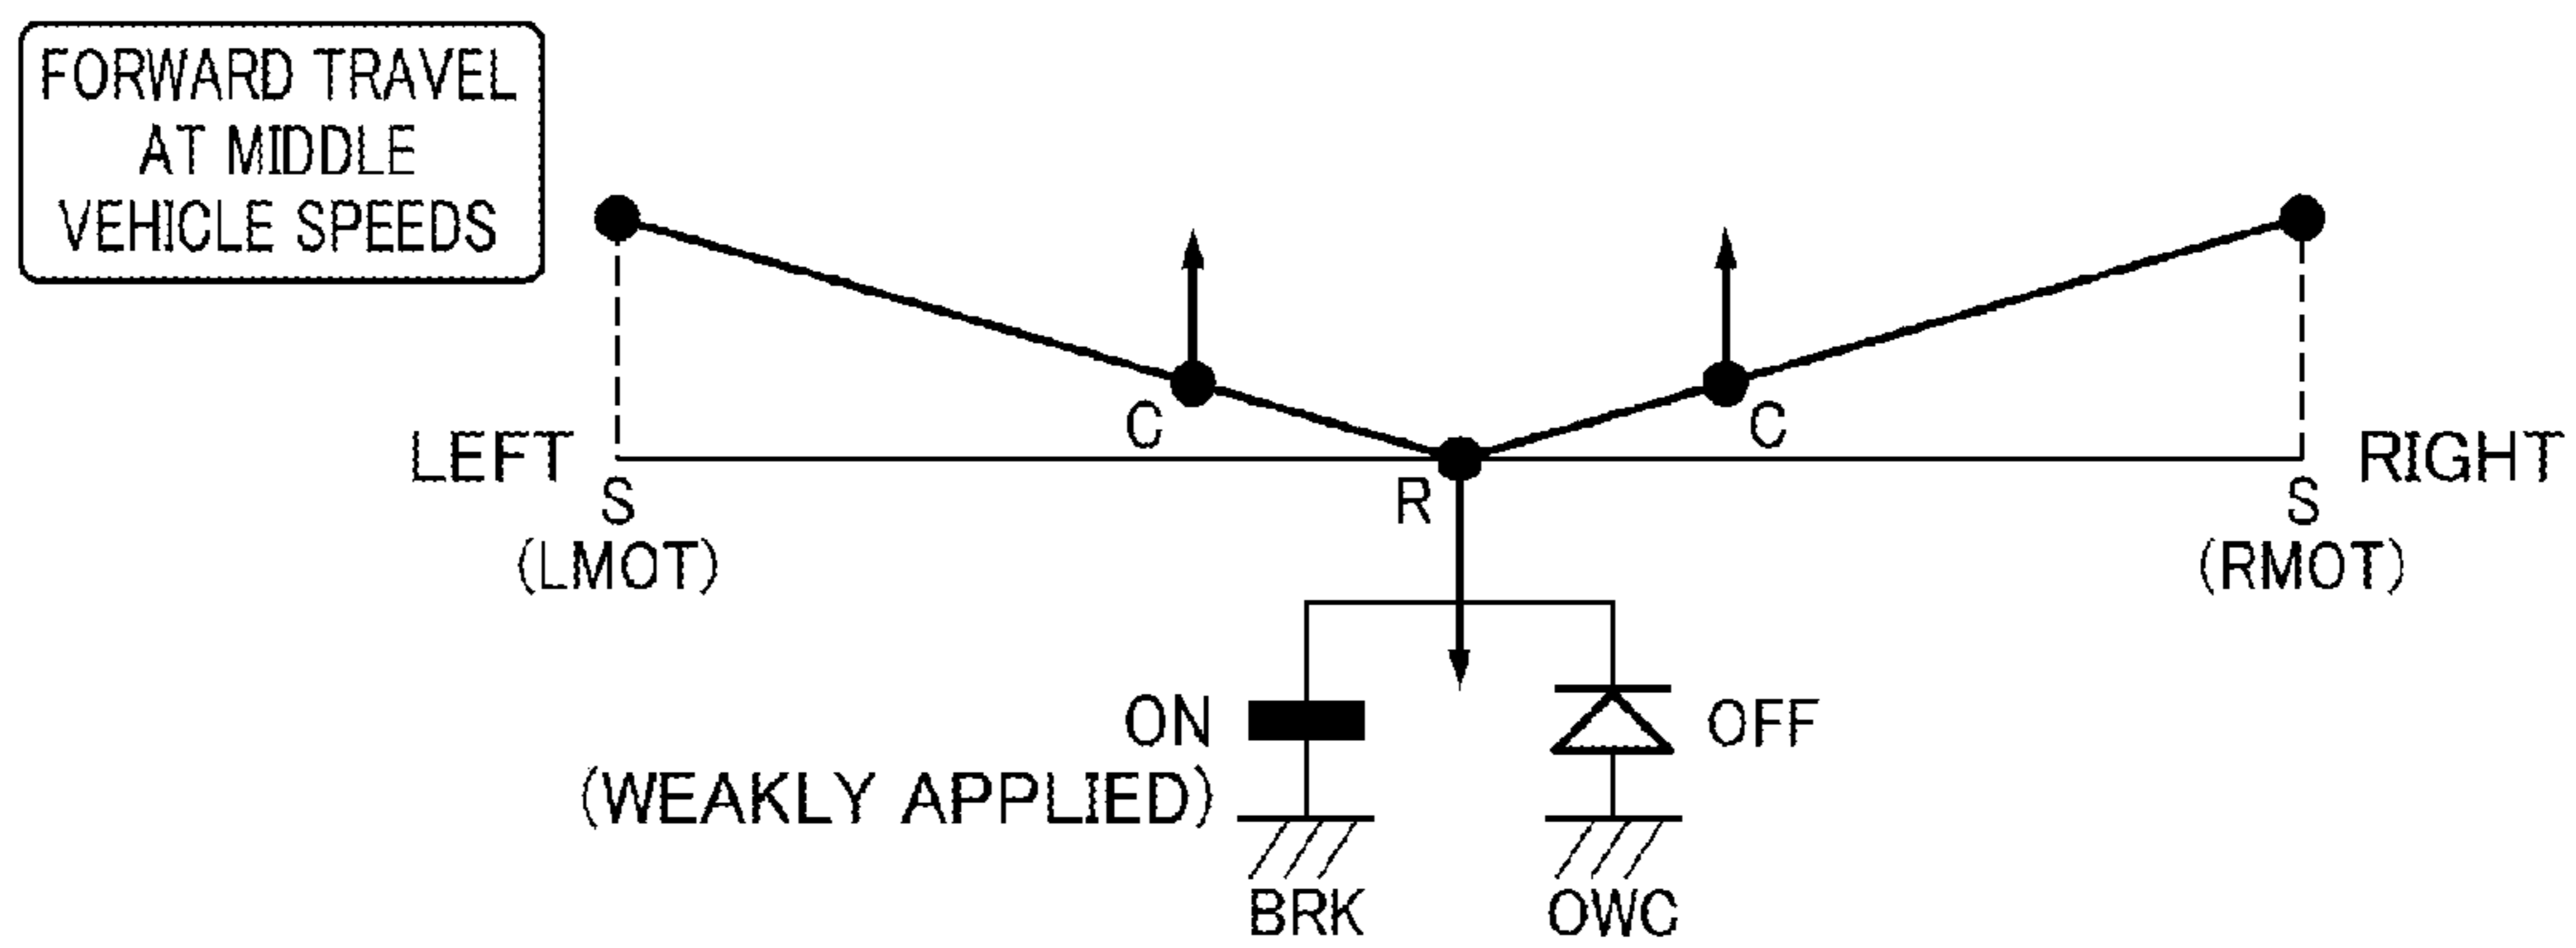 FORWARD TRAVEL
AT MIDDLE
VEHICLE SPEEDS
C
C
LEFT
RIGHT
S
R
S
(LMOT)
(RMOT)
ON
OFF
(WEAKLY APPLIED)
BRK
OWC